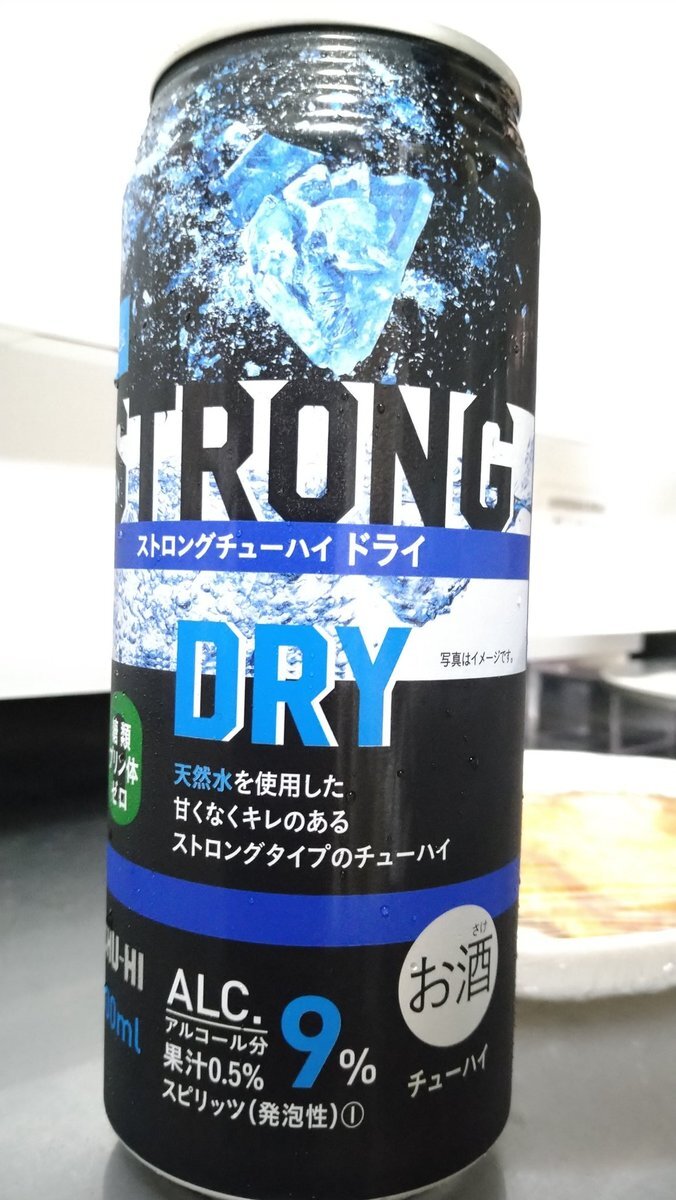 STRONG
ストロングチューハイ ドライ
DRY
写真はイメージです。
糖類
プリン体
ゼロ
天然水を使用した
甘くなくキレのある
ストロングタイプのチューハイ
HU-HI
00ml
ALC.
アルコール分
9%
果汁0.5%
スピリッツ(発泡性)①
さけ
お酒
チューハイ